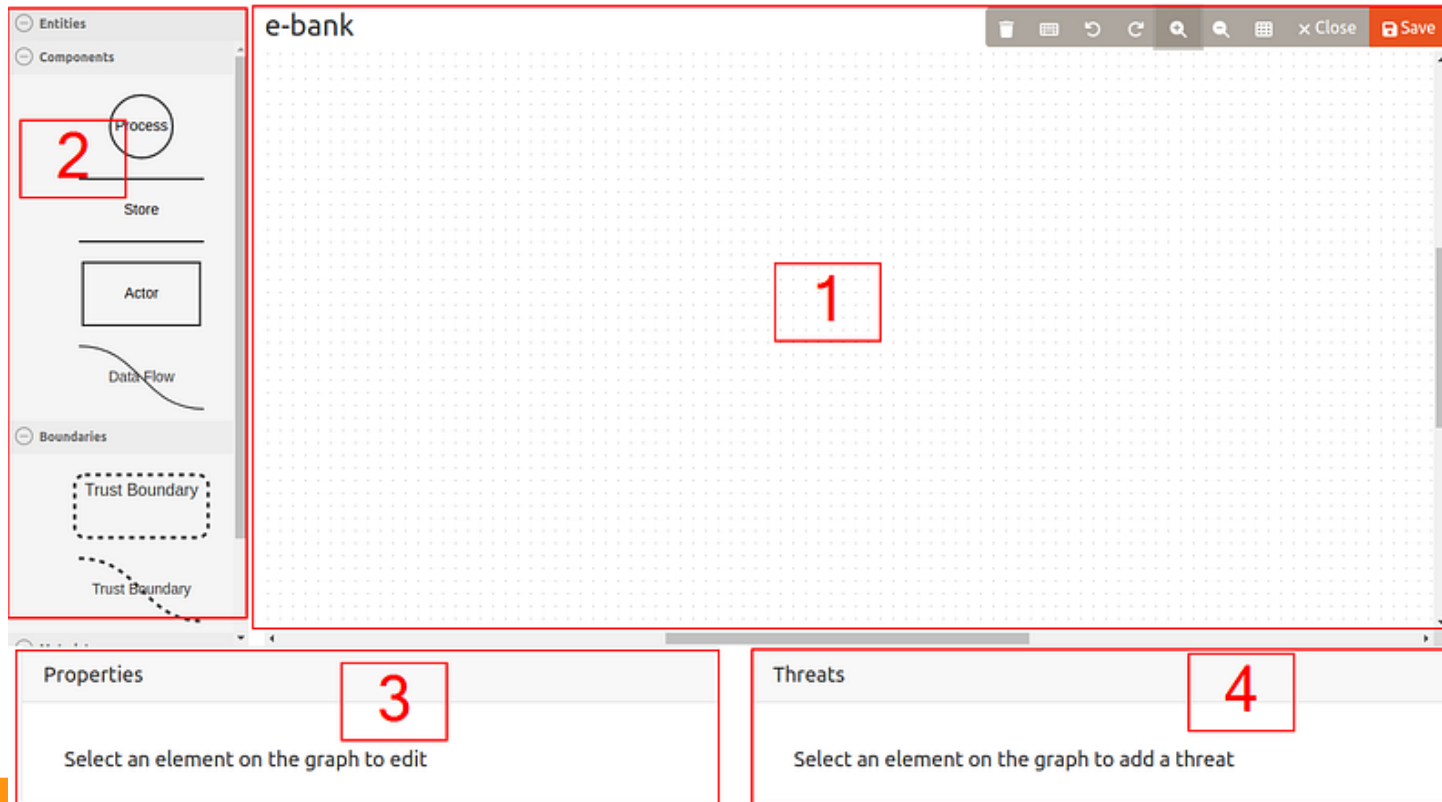 Entities
Components
Process
2
Store
Actor
Data Flow
Boundaries
Trust Boundary
Trust Boundary
e-bank
Close
Save
1
Properties
3
Select an element on the graph to edit
Threats
4
Select an element on the graph to add a threat